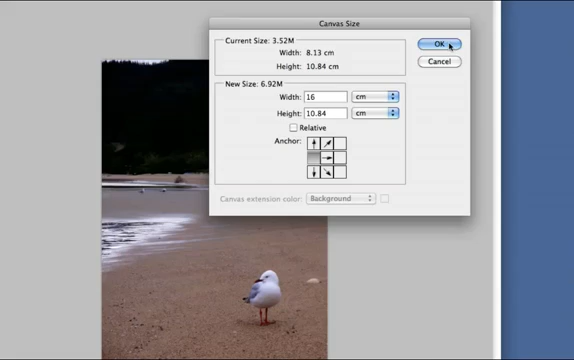 Canvas Size
Current Size: 3.52M
Width: 8.13 cm
Height: 10.84 cm
OK
Cancel
New Size: 6.92M
Width: 16 cm
Height: 10.84 cm
Relative
Anchor:
Canvas extension color: Background